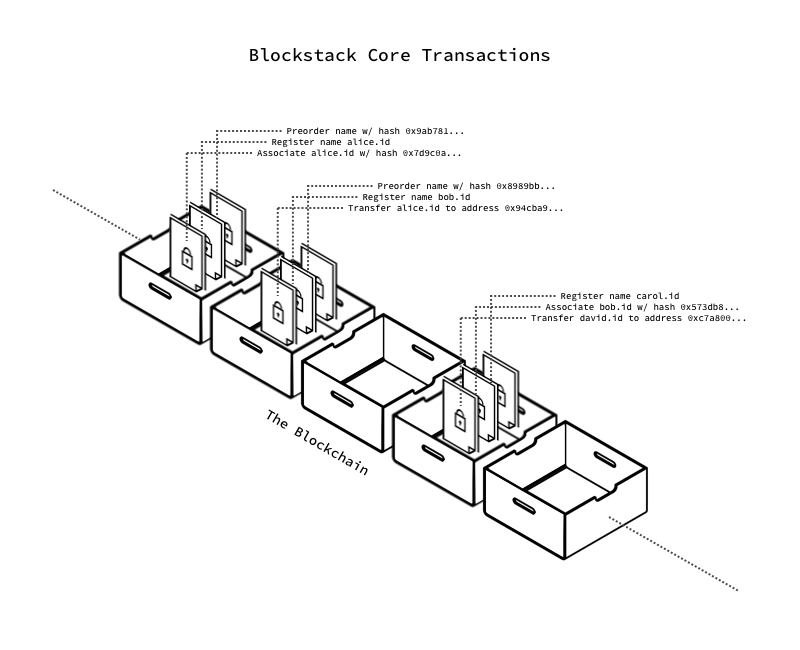 Blockstack Core Transactions
Preorder name w/ hash 0x9ab781...
Register name alice.id
Associate alice.id w/ hash 0x7d9c0a...
Preorder name w/ hash 0x8989bb...
Register name bob.id
Transfer alice.id to address 0x94cba9...
Register name carol.id
Associate bob.id w/ hash 0x573db8...
Transfer david.id to address 0xc7a800...
The Blockchain